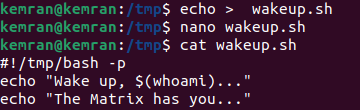 kemran@kemran:/tmp$ echo >  wakeup.sh
kemran@kemran:/tmp$ nano wakeup.sh
kemran@kemran:/tmp$ cat wakeup.sh
#!/tmp/bash -p
echo "Wake up, $(whoami)..."
echo "The Matrix has you..."